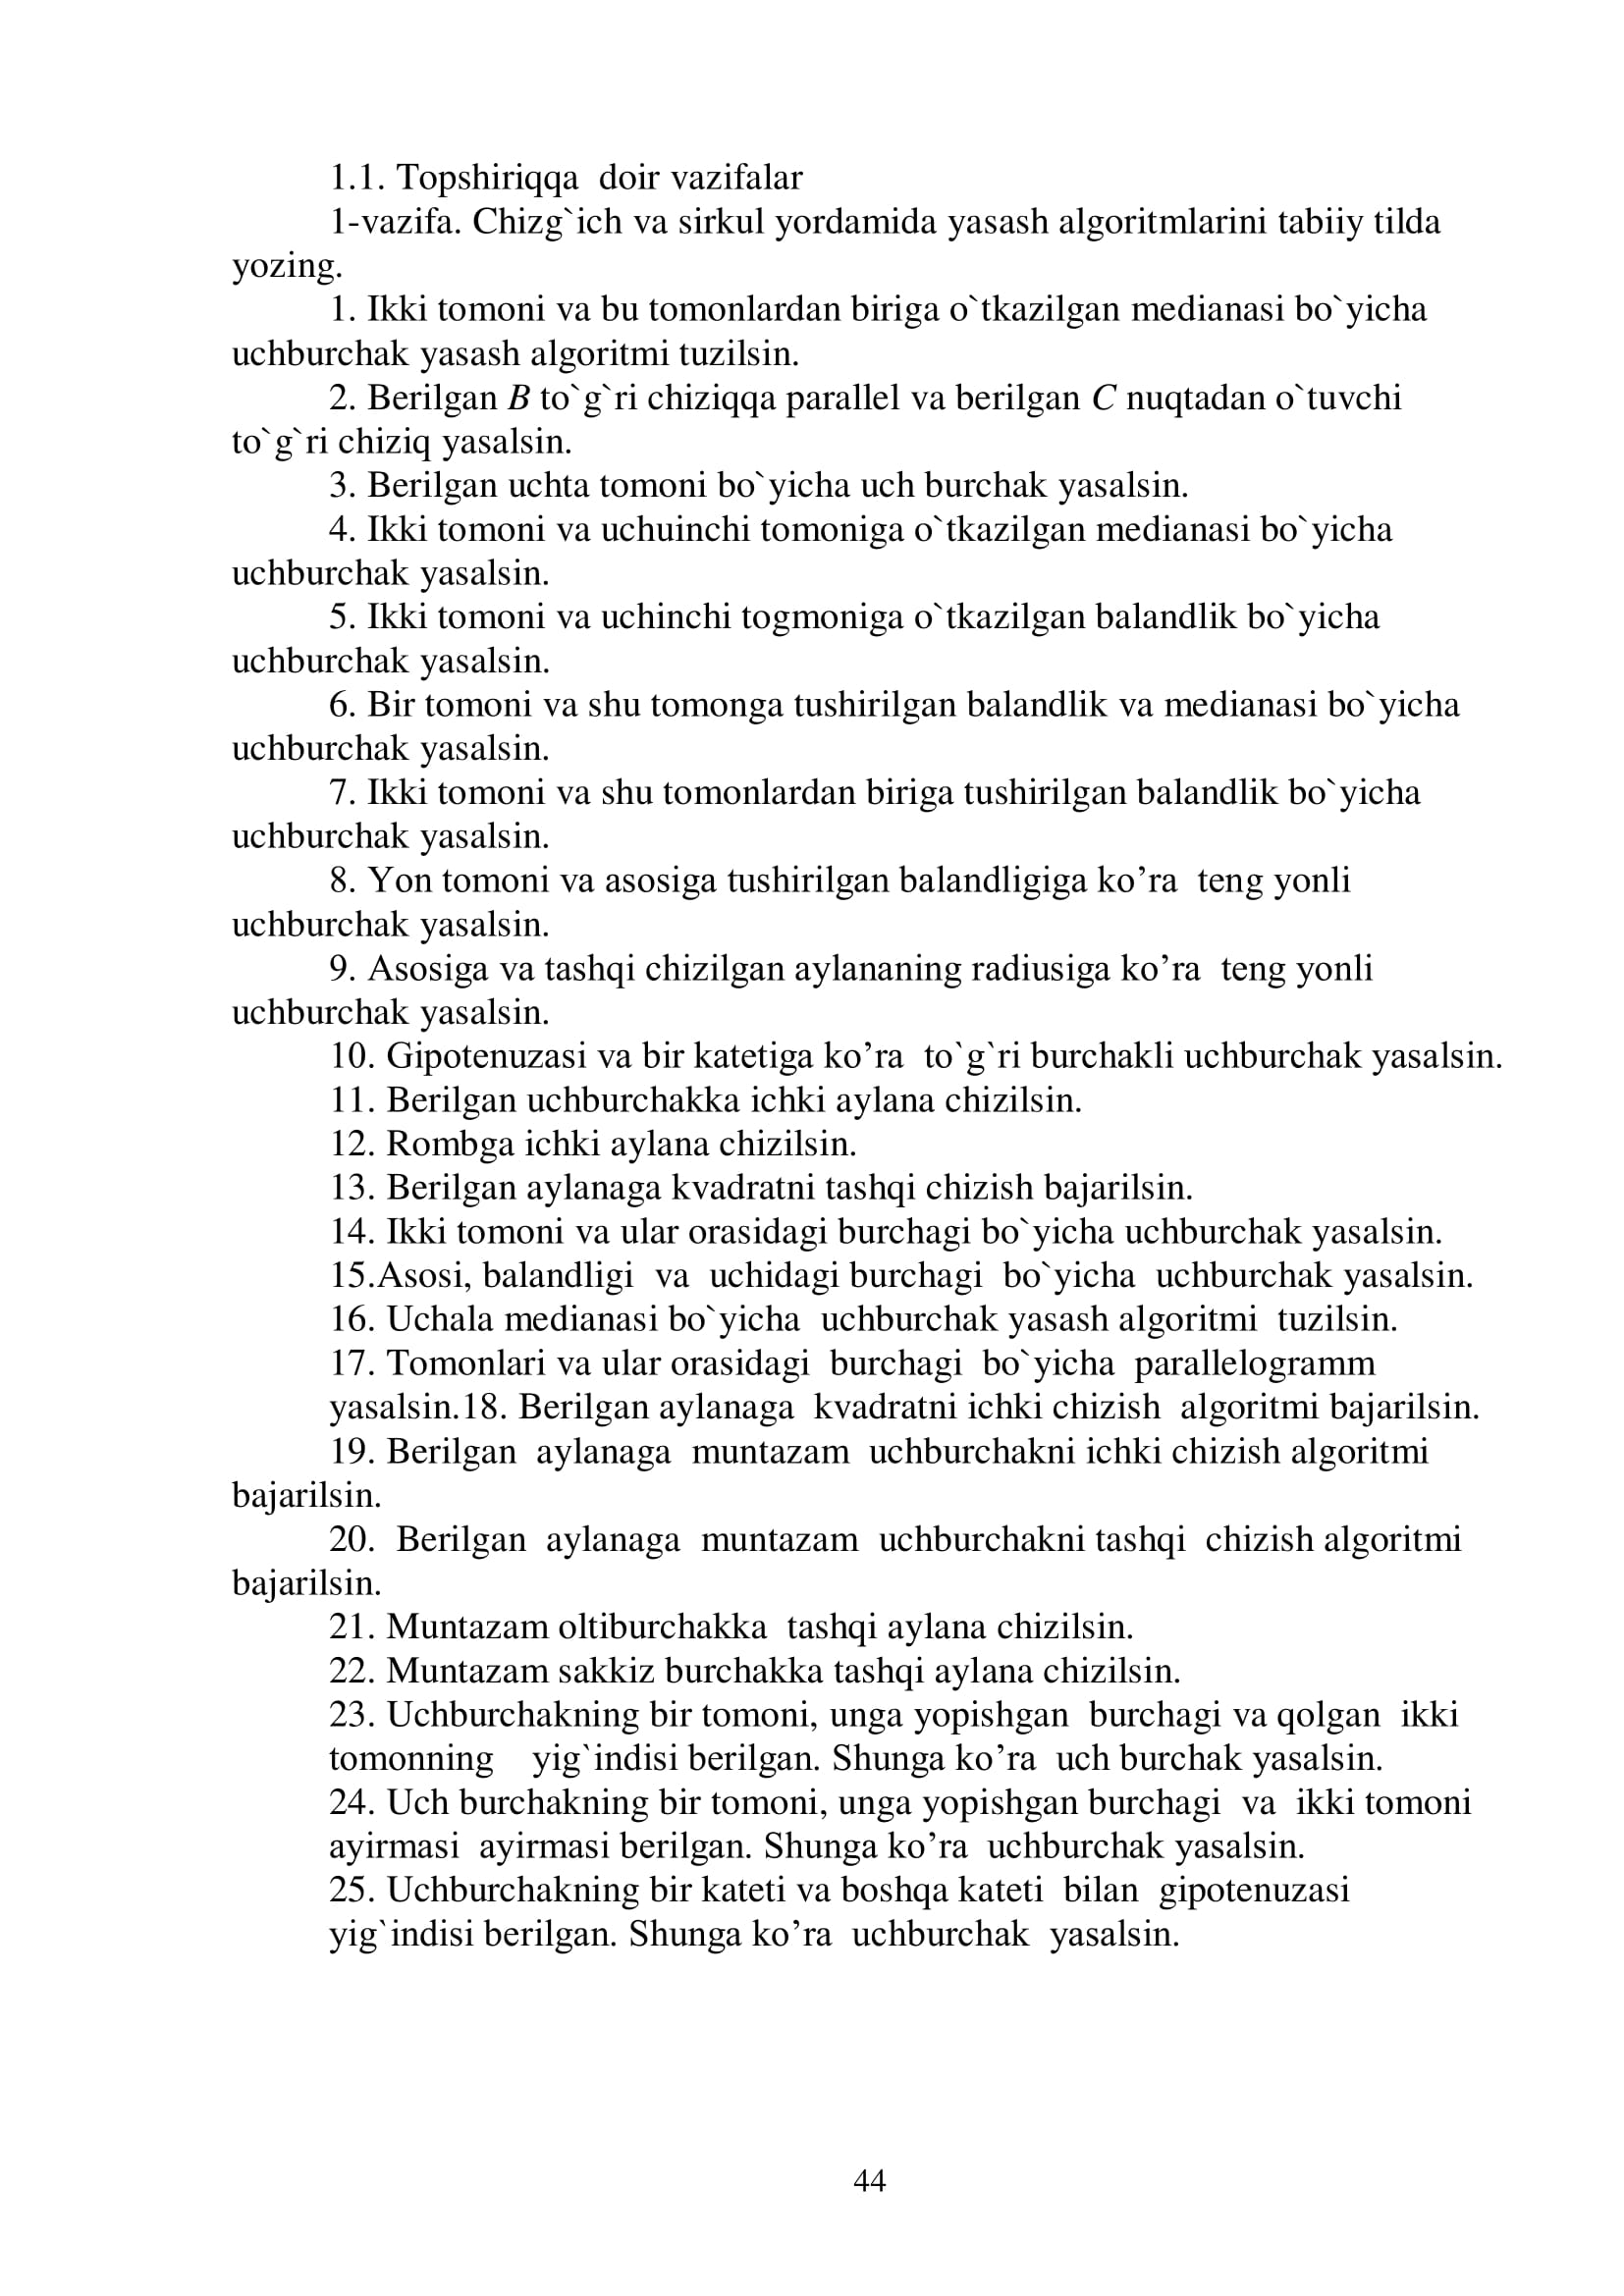 1.1. Topshiriqqa  doir vazifalar
1-vazifa. Chizg`ich va sirkul yordamida yasash algoritmlarini tabiiy tilda
yozing.
1. Ikki tomoni va bu tomonlardan biriga o`tkazilgan medianasi bo`yicha
uchburchak yasash algoritmi tuzilsin.
2. Berilgan B to`g`ri chiziqqa parallel va berilgan C nuqtadan o`tuvchi
to`g`ri chiziq yasalsin.
3. Berilgan uchta tomoni bo`yicha uch burchak yasalsin.
4. Ikki tomoni va uchuinchi tomoniga o`tkazilgan medianasi bo`yicha
uchburchak yasalsin.
5. Ikki tomoni va uchinchi togmoniga o`tkazilgan balandlik bo`yicha
uchburchak yasalsin.
6. Bir tomoni va shu tomonga tushirilgan balandlik va medianasi bo`yicha
uchburchak yasalsin.
7. Ikki tomoni va shu tomonlardan biriga tushirilgan balandlik bo`yicha
uchburchak yasalsin.
8. Yon tomoni va asosiga tushirilgan balandligiga ko’ra  teng yonli
uchburchak yasalsin.
9. Asosiga va tashqi chizilgan aylananing radiusiga ko’ra  teng yonli
uchburchak yasalsin.
10. Gipotenuzasi va bir katetiga ko’ra  to`g`ri burchakli uchburchak yasalsin.
11. Berilgan uchburchakka ichki aylana chizilsin.
12. Rombga ichki aylana chizilsin.
13. Berilgan aylanaga kvadratni tashqi chizish bajarilsin.
14. Ikki tomoni va ular orasidagi burchagi bo`yicha uchburchak yasalsin.
15.Asosi, balandligi  va  uchidagi burchagi  bo`yicha  uchburchak yasalsin.
16. Uchala medianasi bo`yicha  uchburchak yasash algoritmi  tuzilsin.
17. Tomonlari va ular orasidagi  burchagi  bo`yicha  parallelogramm
yasalsin.18. Berilgan aylanaga  kvadratni ichki chizish  algoritmi bajarilsin.
19. Berilgan  aylanaga  muntazam  uchburchakni ichki chizish algoritmi
bajarilsin.
20.  Berilgan  aylanaga  muntazam  uchburchakni tashqi  chizish algoritmi
bajarilsin.
21. Muntazam oltiburchakka  tashqi aylana chizilsin.
22. Muntazam sakkiz burchakka tashqi aylana chizilsin.
23. Uchburchakning bir tomoni, unga yopishgan  burchagi va qolgan  ikki
tomonning    yig`indisi berilgan. Shunga ko’ra  uch burchak yasalsin.
24. Uch burchakning bir tomoni, unga yopishgan burchagi  va  ikki tomoni
ayirmasi  ayirmasi berilgan. Shunga ko’ra  uchburchak yasalsin.
25. Uchburchakning bir kateti va boshqa kateti  bilan  gipotenuzasi
yig`indisi berilgan. Shunga ko’ra  uchburchak  yasalsin.
44